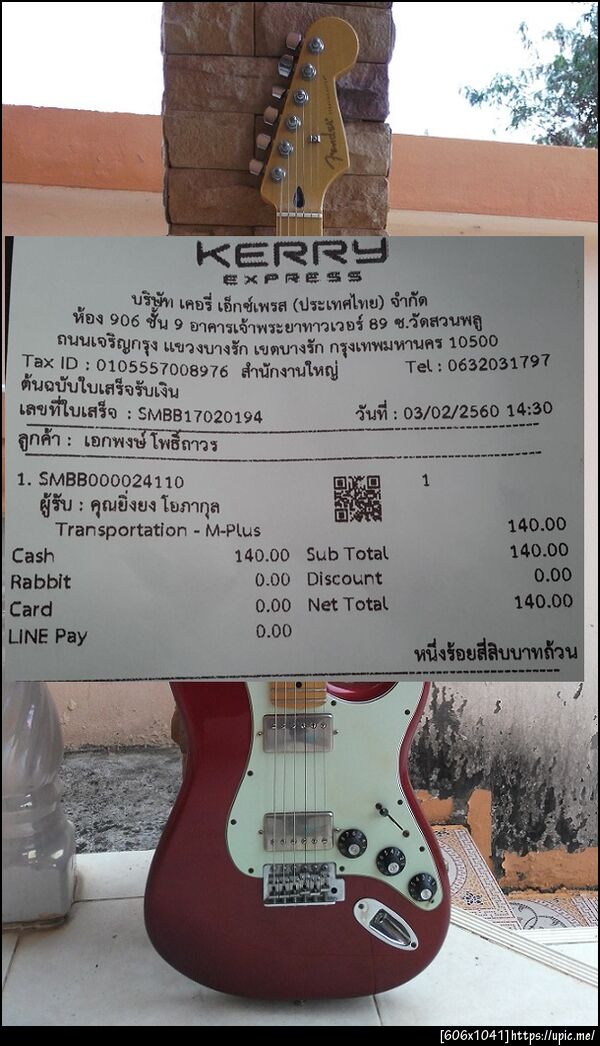 Fender
KERRY
EXPRESS
บริษัท เคอรี่ เอ็กซ์เพรส (ประเทศไทย) จำกัด
ห้อง 906 ชั้น 9 อาคารเจ้าพระยาทาวเวอร์ 89 ซ.วัดสวนพลู
ถนนเจริญกรุง แขวงบางรัก เขตบางรัก กรุงเทพมหานคร 10500
Tax ID : 0105557008976 สำนักงานใหญ่ Tel : 0632031797
ต้นฉบับใบเสร็จรับเงิน
เลขที่ใบเสร็จ : SMBB17020194 วันที่ : 03/02/2560 14:30
ลูกค้า : เอกพงษ์ โพธิ์ถาวร
1. SMBB000024110 1
ผู้รับ : คุณยิ่งยง โอภากุล
Transportation - M-Plus 140.00
Cash 140.00 Sub Total 140.00
Rabbit 0.00 Discount 0.00
Card 0.00 Net Total 140.00
LINE Pay 0.00
หนึ่งร้อยสี่สิบบาทถ้วน
[606x1041]https://upic.me/